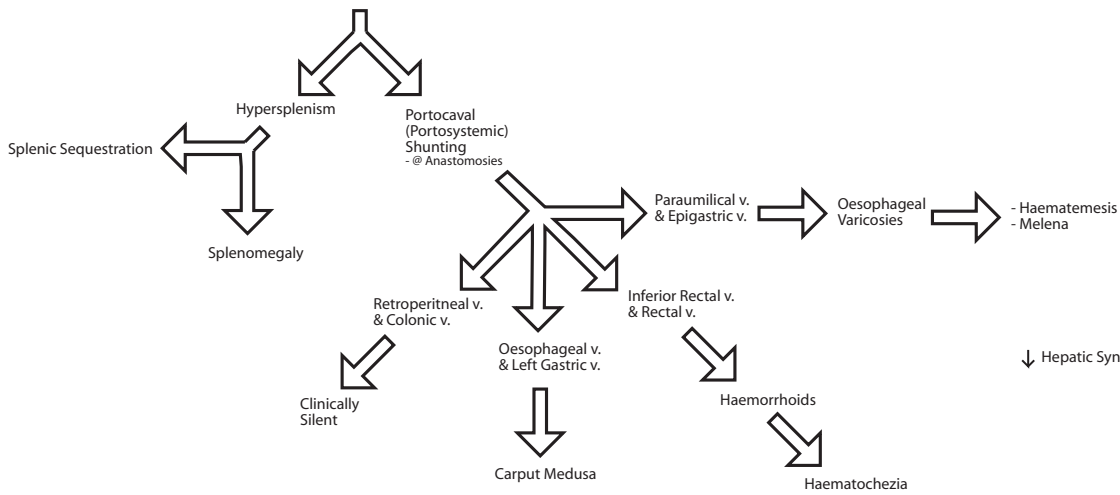 Hypersplenism
Portocaval
(Portosystemic)
Shunting
- @ Anastomosies
Splenic Sequestration
Splenomegaly
Paraumilical v.
& Epigastric v.
Oesophageal
Varicosies
- Haematemesis
- Melena
Retroperitneal v.
& Colonic v.
Inferior Rectal v.
& Rectal v.
Oesophageal v.
& Left Gastric v.
↓ Hepatic Syn
Clinically
Silent
Haemorrhoids
Carput Medusa
Haematochezia